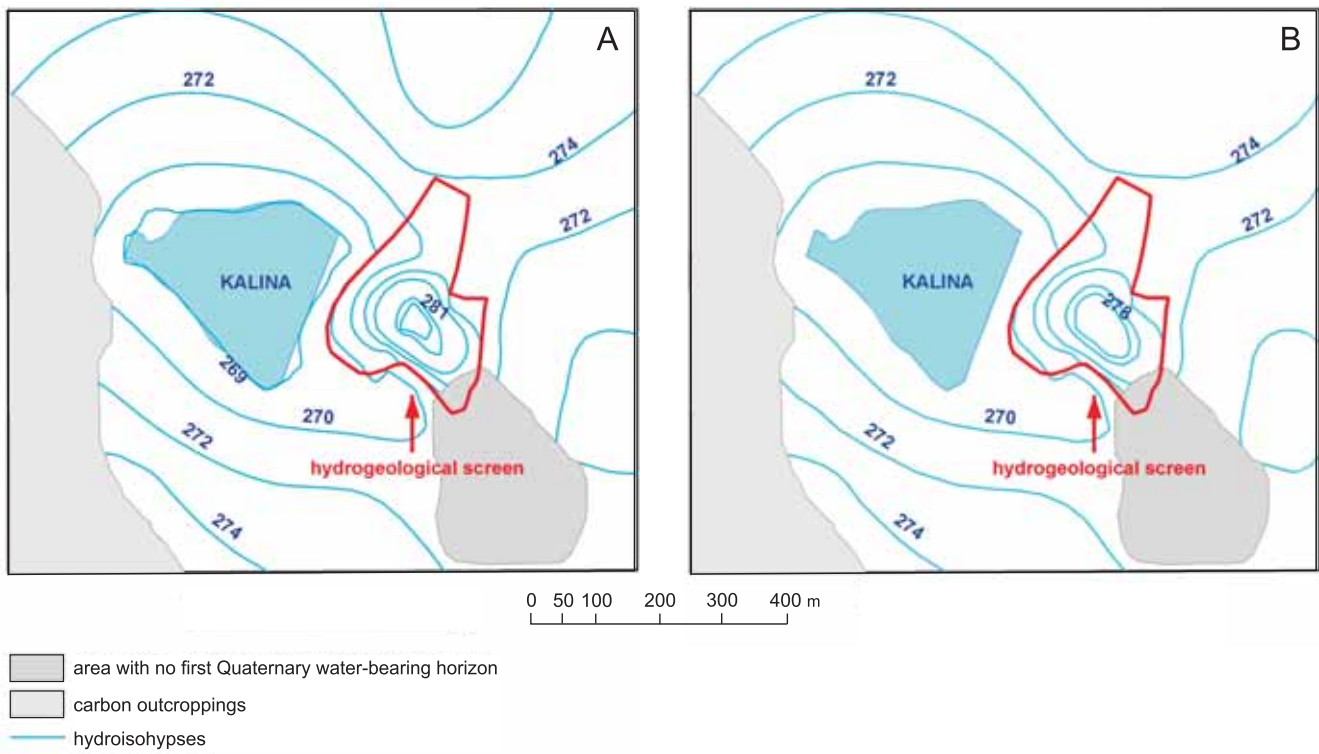 A
272
274
272
KALINA
281
269
270
272
hydrogeological screen
274
B
272
274
272
KALINA
278
270
272
hydrogeological screen
274
0 50 100 200 300 400 m
area with no first Quaternary water-bearing horizon
carbon outcroppings
hydroisohypses